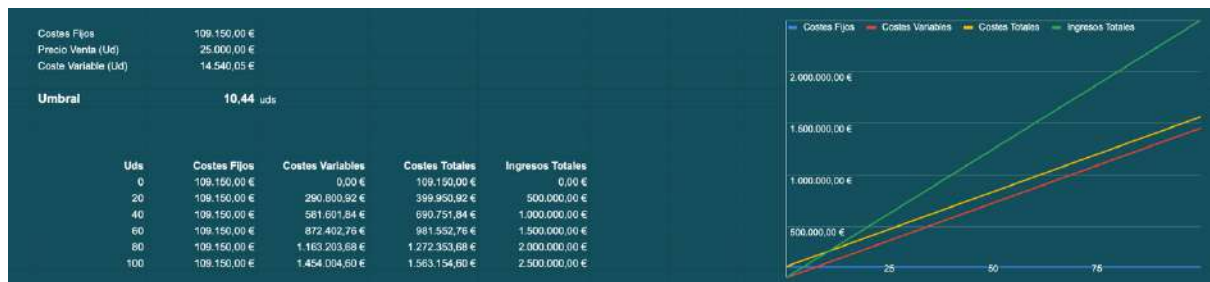 Costes Fijos 109.150,00 €
Precio Venta (Ud) 25.000,00 €
Coste Variable (Ud) 14.540,05 €
Umbral 10,44 uds
Uds Costes Fijos Costes Variables Costes Totales Ingresos Totales
0 109.150,00 € 0,00 € 109.150,00 € 0,00 €
20 109.150,00 € 290.800,92 € 399.950,92 € 500.000,00 €
40 109.150,00 € 581.601,84 € 690.751,84 € 1.000.000,00 €
60 109.150,00 € 872.402,76 € 981.552,76 € 1.500.000,00 €
80 109.150,00 € 1.163.203,68 € 1.272.353,68 € 2.000.000,00 €
100 109.150,00 € 1.454.004,60 € 1.563.154,60 € 2.500.000,00 €
Costes Fijos Costes Variables Costes Totales Ingresos Totales
2.000.000,00 €
1.500.000,00 €
1.000.000,00 €
500.000,00 €
25 50 75